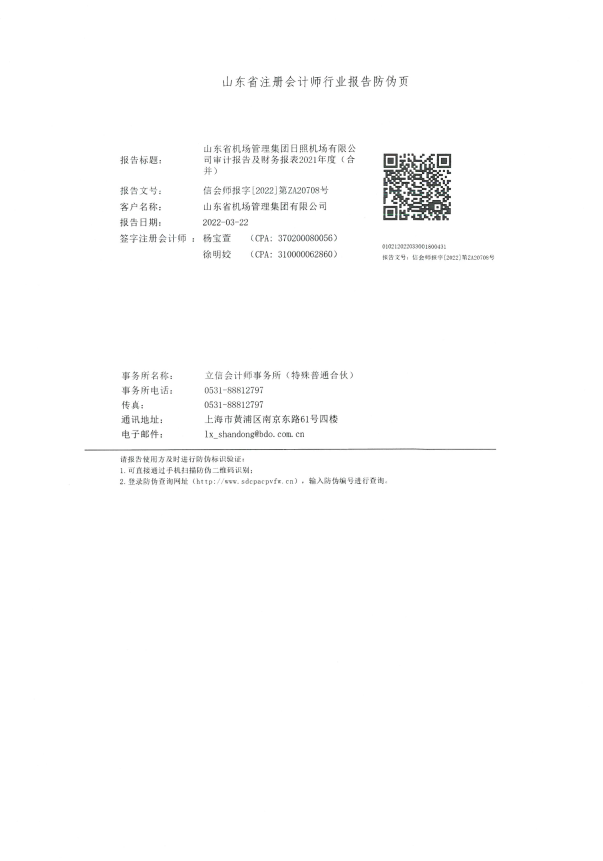 山东省注册会计师行业报告防伪页
报告标题： 山东省机场管理集团日照机场有限公
司审计报告及财务报表2021年度（合
并）
报告文号： 信会师报字[2022]第ZA20708号
客户名称： 山东省机场管理集团有限公司
报告日期： 2022-03-22
签字注册会计师 ： 杨宝萱 （CPA: 370200080056）
徐明姣 （CPA: 310000062860）
010212022033001800431
报告文号：信会师报字[2022]第ZA20708号
事务所名称： 立信会计师事务所（特殊普通合伙）
事务所电话： 0531-88812797
传真： 0531-88812797
通讯地址： 上海市黄浦区南京东路61号四楼
电子邮件： lx_shandong@bdo.com.cn
请报告使用方及时进行防伪标识验证：
1.可直接通过手机扫描防伪二维码识别；
2.登录防伪查询网址（http://www.sdcpacpvfw.cn），输入防伪编号进行查询。